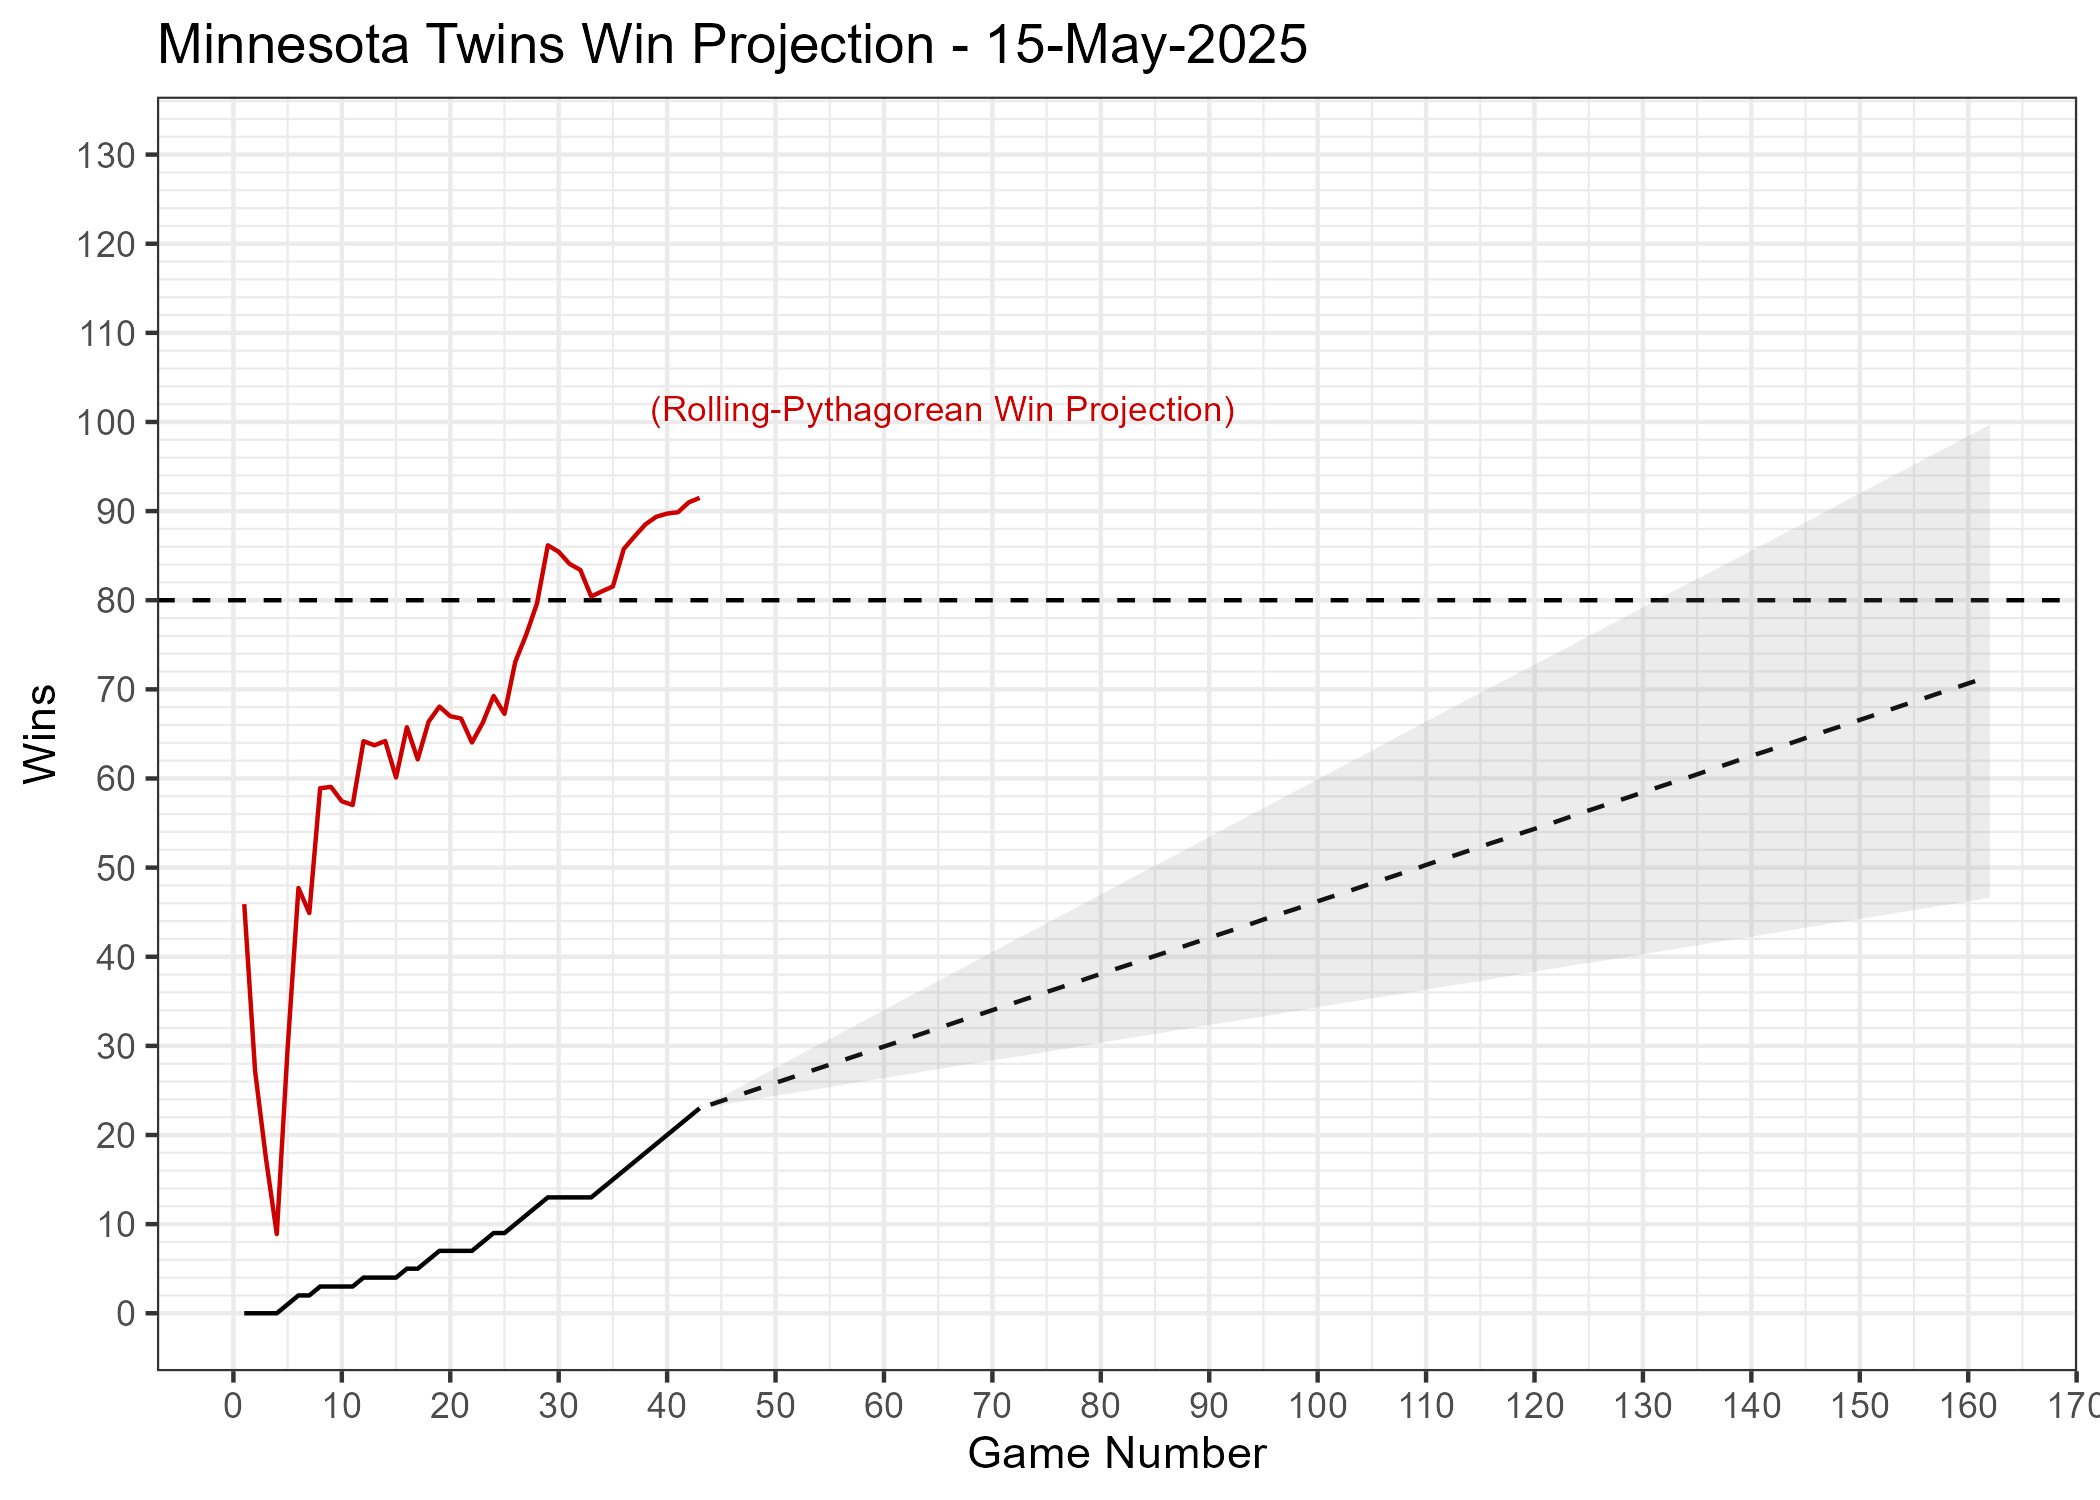 Minnesota Twins Win Projection - 15-May-2025
130
120
110
100
90
80
70
60
50
40
30
20
10
0
Wins
(Rolling-Pythagorean Win Projection)
0 10 20 30 40 50 60 70 80 90 100 110 120 130 140 150 160 170
Game Number